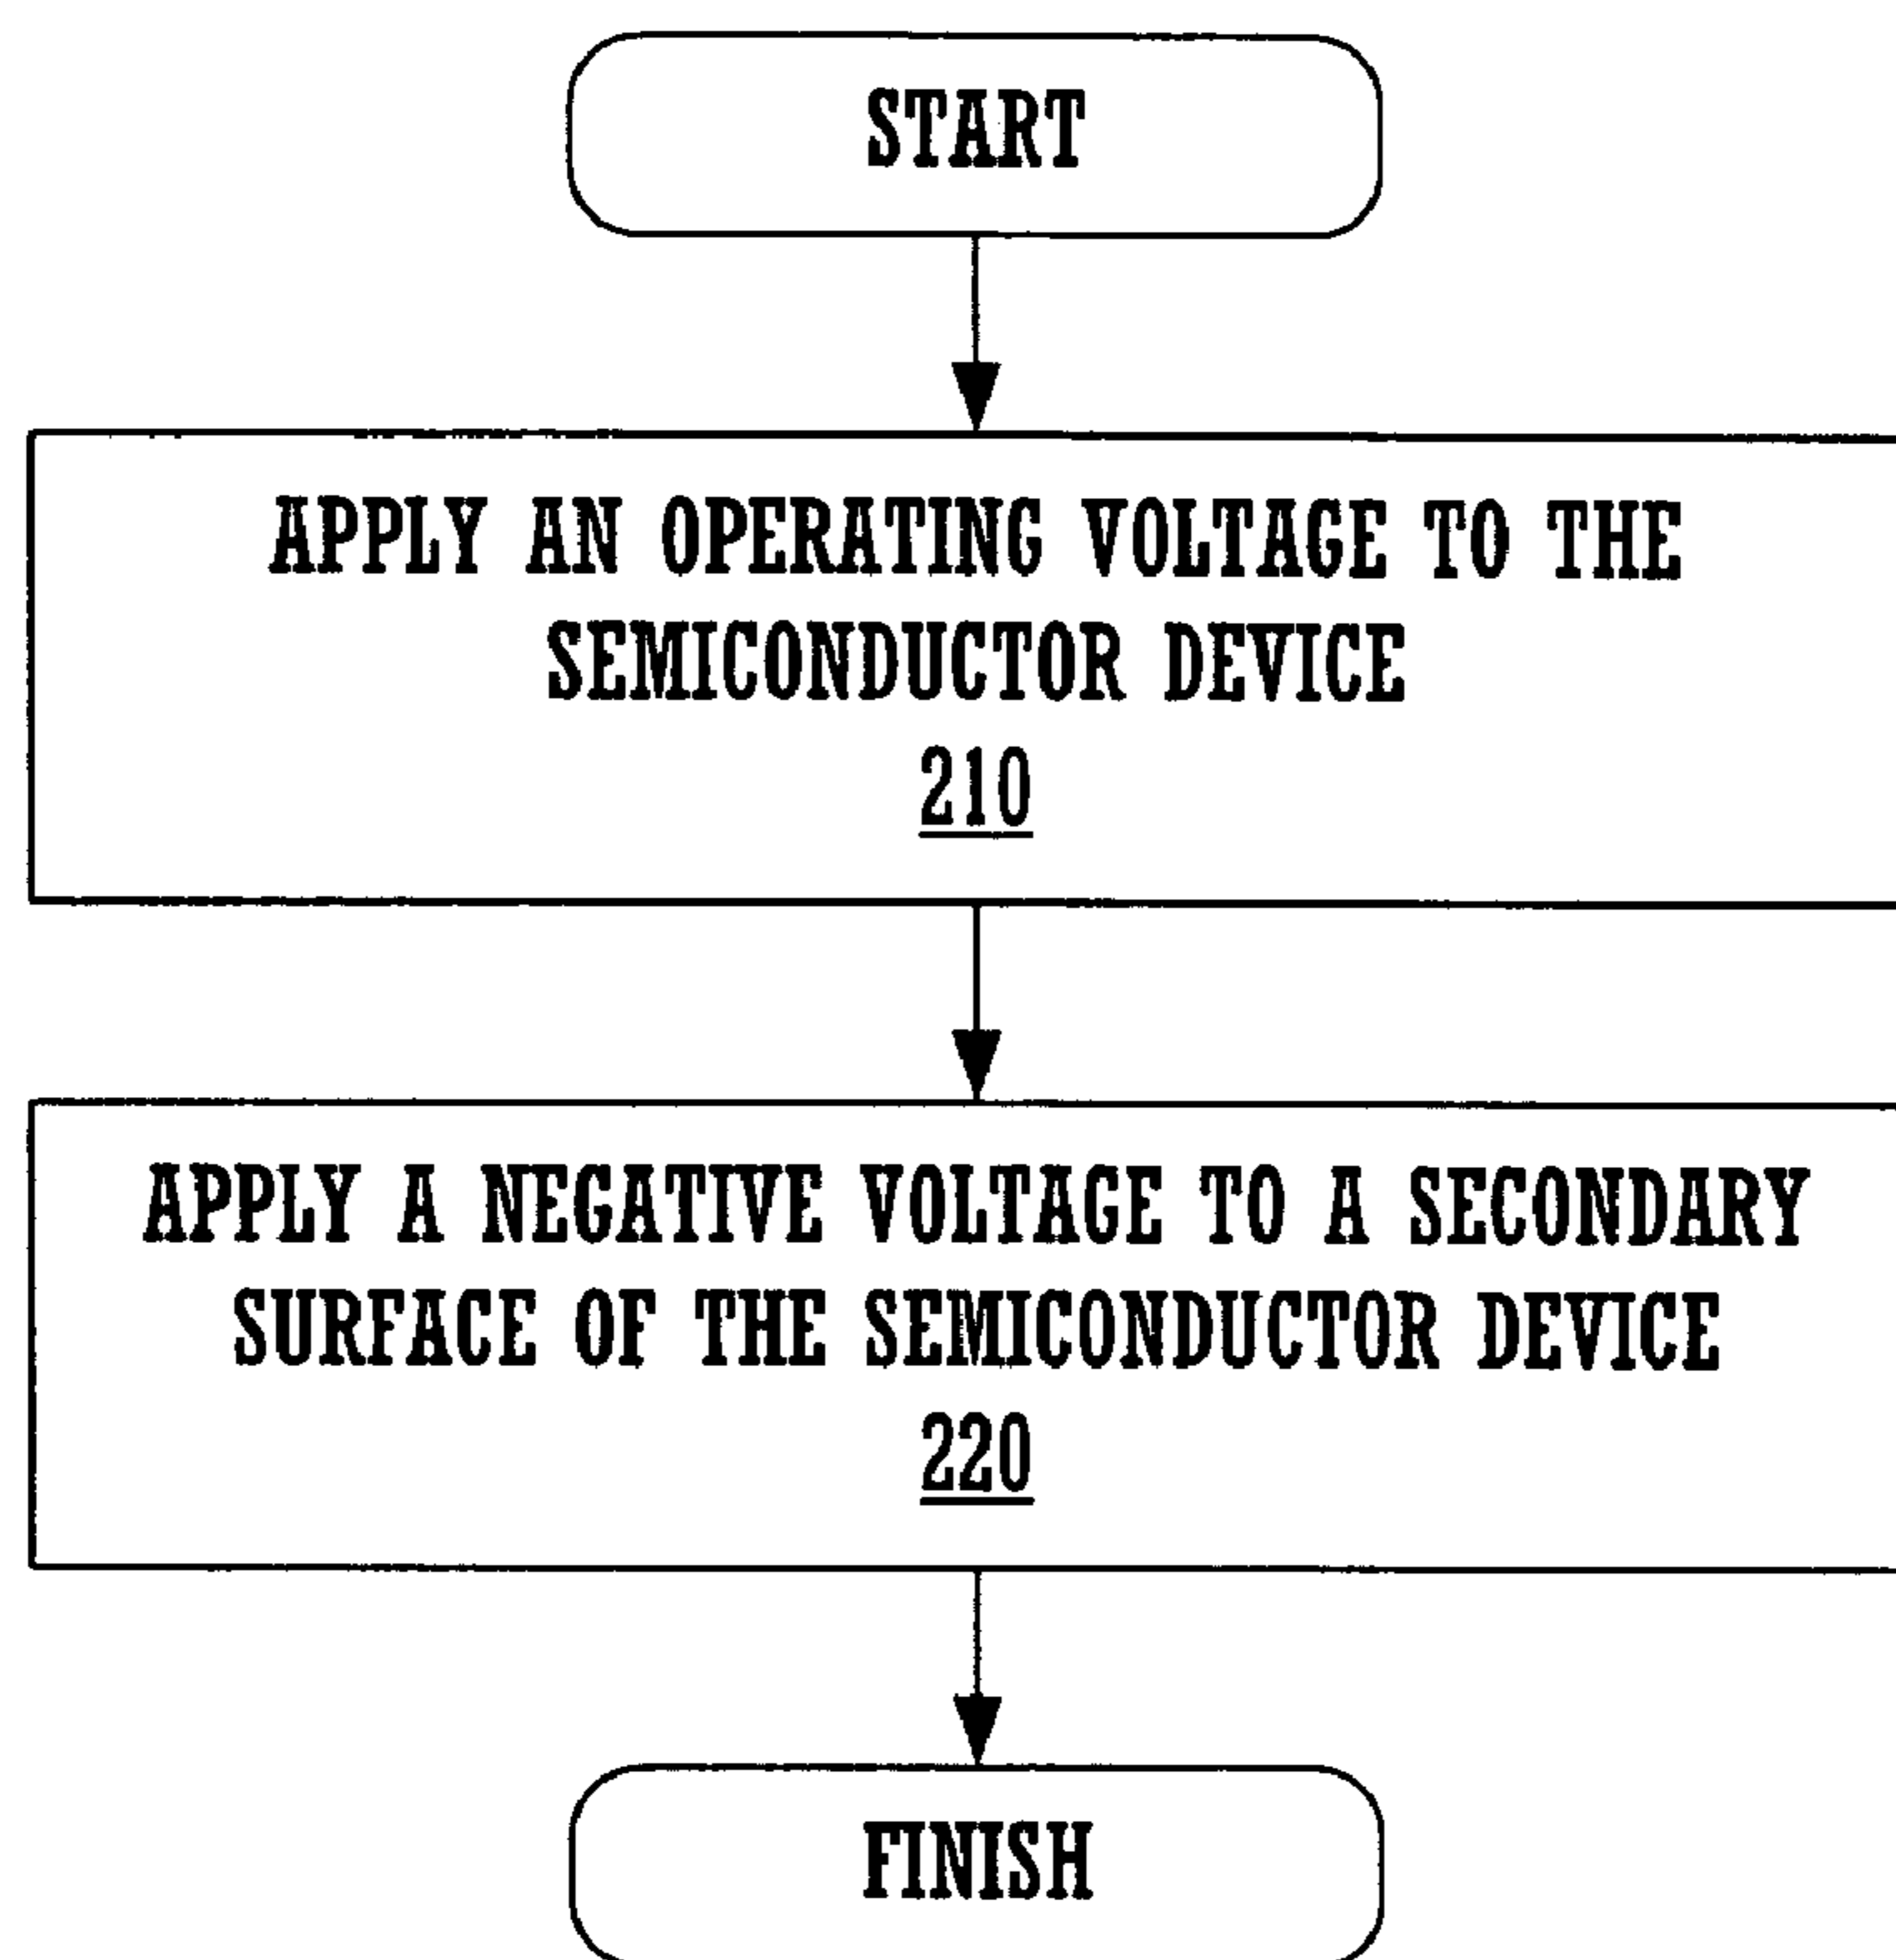 START
APPLY AN OPERATING VOLTAGE TO THE
SEMICONDUCTOR DEVICE
210
APPLY A NEGATIVE VOLTAGE TO A SECONDARY
SURFACE OF THE SEMICONDUCTOR DEVICE
220
FINISH